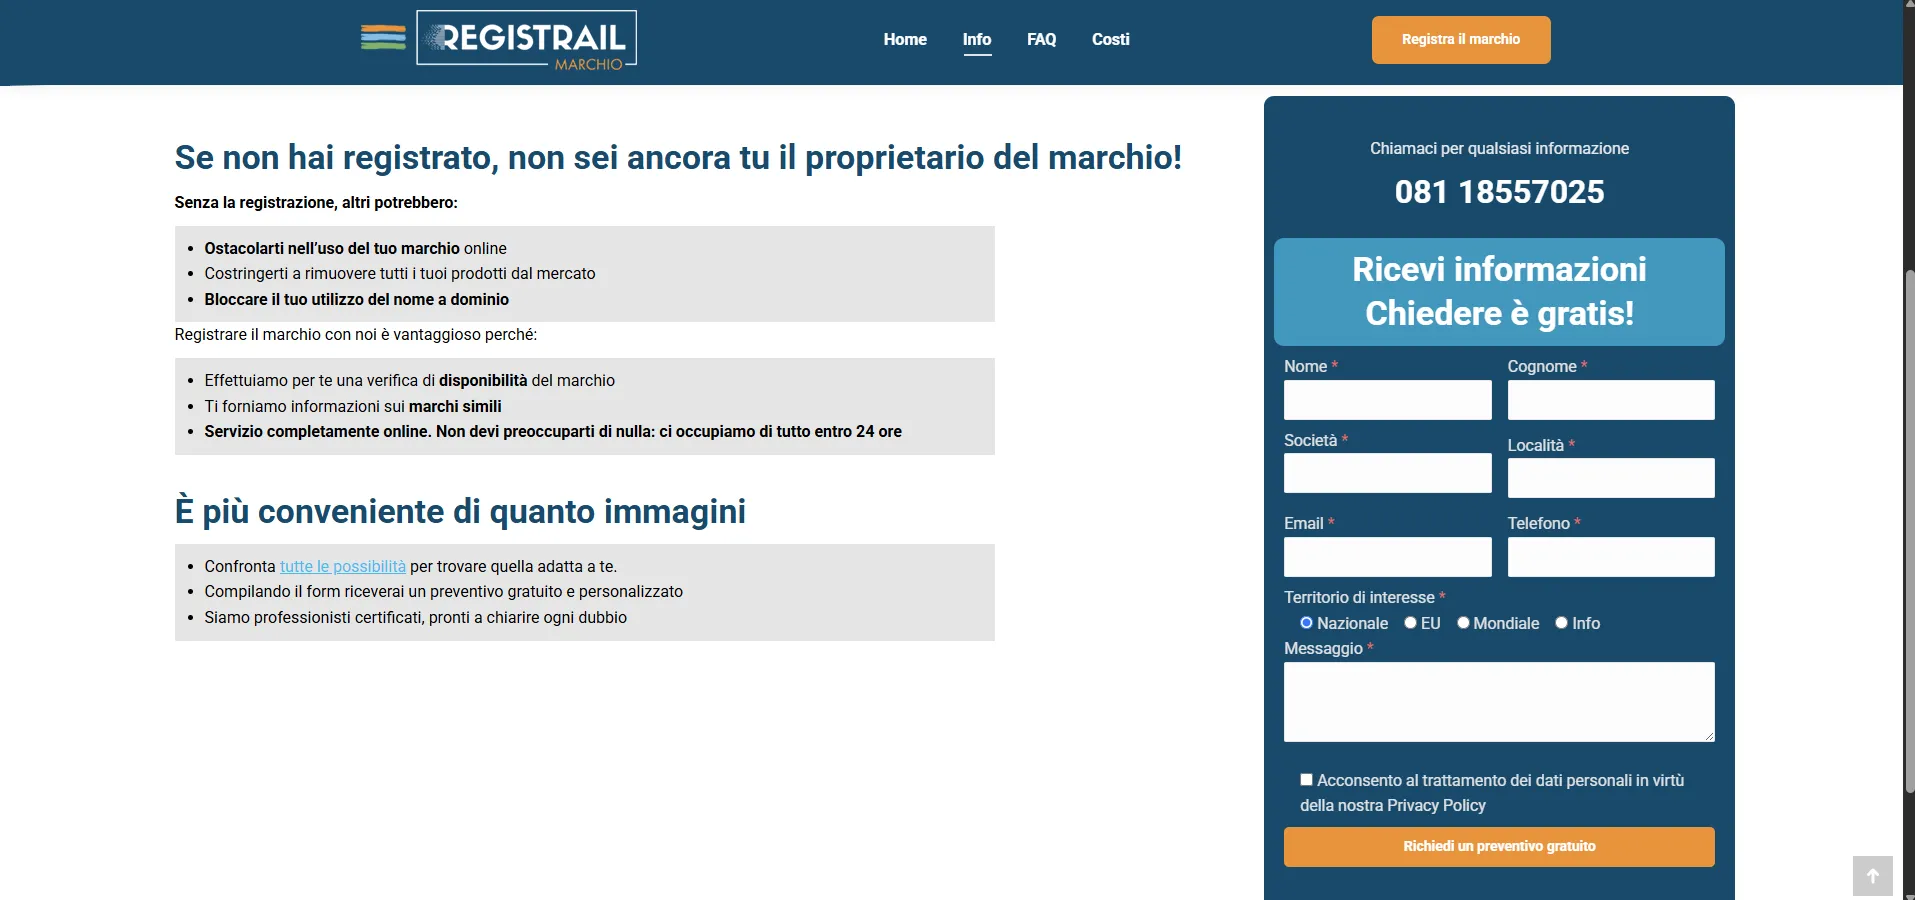 REGISTRAIL
MARCHIO
Home
Info
FAQ
Costi
Registra il marchio
Se non hai registrato, non sei ancora tu il proprietario del marchio!
Senza la registrazione, altri potrebbero:
Ostacolarti nell’uso del tuo marchio online
Costringerti a rimuovere tutti i tuoi prodotti dal mercato
Bloccare il tuo utilizzo del nome a dominio
Registrare il marchio con noi è vantaggioso perché:
Effettuiamo per te una verifica di disponibilità del marchio
Ti forniamo informazioni sui marchi simili
Servizio completamente online. Non devi preoccuparti di nulla: ci occupiamo di tutto entro 24 ore
È più conveniente di quanto immagini
Confronta tutte le possibilità per trovare quella adatta a te.
Compilando il form riceverai un preventivo gratuito e personalizzato
Siamo professionisti certificati, pronti a chiarire ogni dubbio
Chiamaci per qualsiasi informazione
081 18557025
Ricevi informazioni
Chiedere è gratis!
Nome *
Cognome *
Società *
Località *
Email *
Telefono *
Territorio di interesse *
Nazionale
EU
Mondiale
Info
Messaggio *
Acconsento al trattamento dei dati personali in virtù
della nostra Privacy Policy
Richiedi un preventivo gratuito